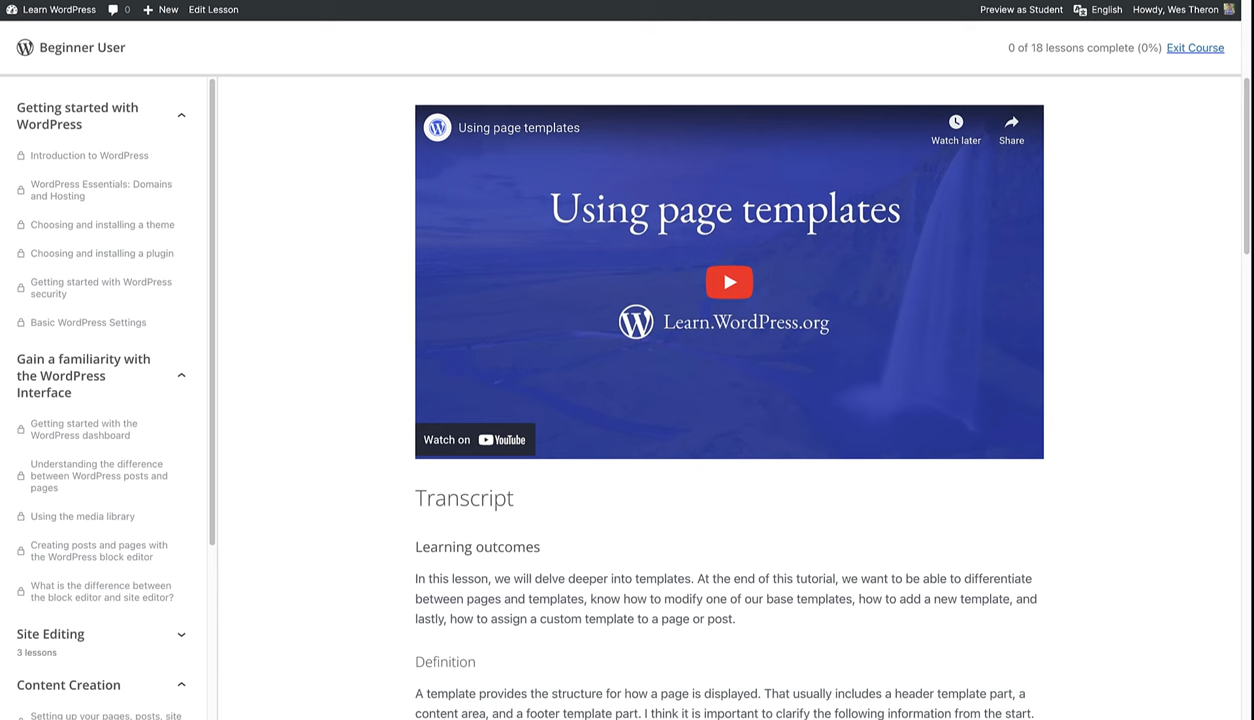 Learn WordPress 0 New Edit Lesson Preview as Student English Howdy, Wes Theron
Beginner User 0 of 18 lessons complete (0%) Exit Course
Getting started with
WordPress
Introduction to WordPress
WordPress Essentials: Domains
and Hosting
Choosing and installing a theme
Choosing and installing a plugin
Getting started with WordPress
security
Basic WordPress Settings
Gain a familiarity with
the WordPress
Interface
Getting started with the
WordPress dashboard
Understanding the difference
between WordPress posts and
pages
Using the media library
Creating posts and pages with
the WordPress block editor
What is the difference between
the block editor and site editor?
Site Editing
3 lessons
Content Creation
Setting up your pages, posts, site
Using page templates
Watch later Share
Using page templates
Learn.WordPress.org
Watch on YouTube
Transcript
Learning outcomes
In this lesson, we will delve deeper into templates. At the end of this tutorial, we want to be able to differentiate
between pages and templates, know how to modify one of our base templates, how to add a new template, and
lastly, how to assign a custom template to a page or post.
Definition
A template provides the structure for how a page is displayed. That usually includes a header template part, a
content area, and a footer template part. I think it is important to clarify the following information from the start.